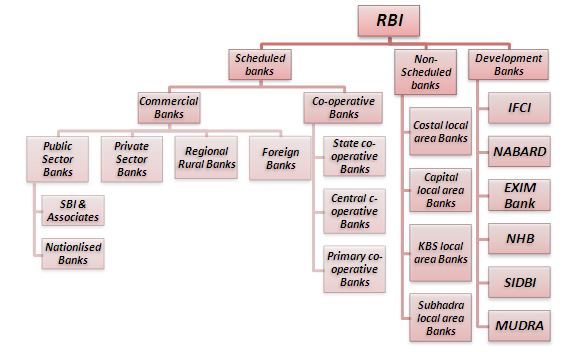 RBI
Scheduled
banks
Non-
Scheduled
banks
Development
Banks
Commercial
Banks
Co-operative
Banks
Public
Sector
Banks
Private
Sector
Banks
Regional
Rural Banks
Foreign
Banks
SBI &
Associates
Nationlised
Banks
State co-
operative
Banks
Central c-
operative
Banks
Primary co-
operative
Banks
Costal local
area Banks
Capital
local area
Banks
KBS local
area Banks
Subhadra
local area
Banks
IFCI
NABARD
EXIM
Bank
NHB
SIDBI
MUDRA